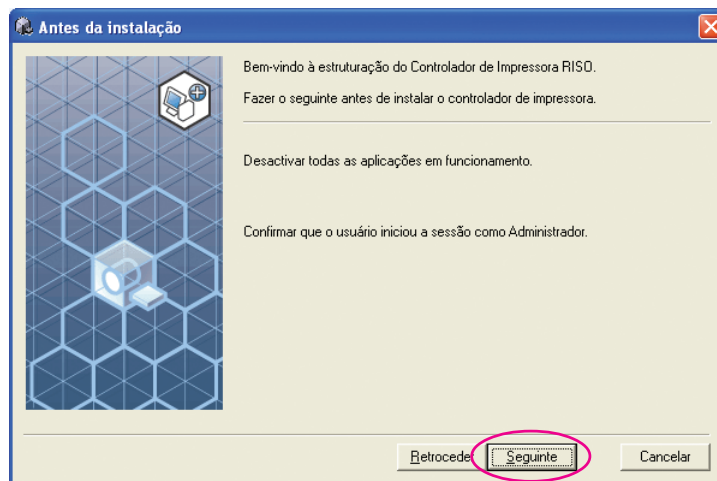 Antes da instalação
Bem-vindo à estruturação do Controlador de Impressora RISO.
Fazer o seguinte antes de instalar o controlador de impressora.
Desactivar todas as aplicações em funcionamento.
Confirmar que o usuário iniciou a sessão como Administrador.
Retroceder
Seguinte
Cancelar